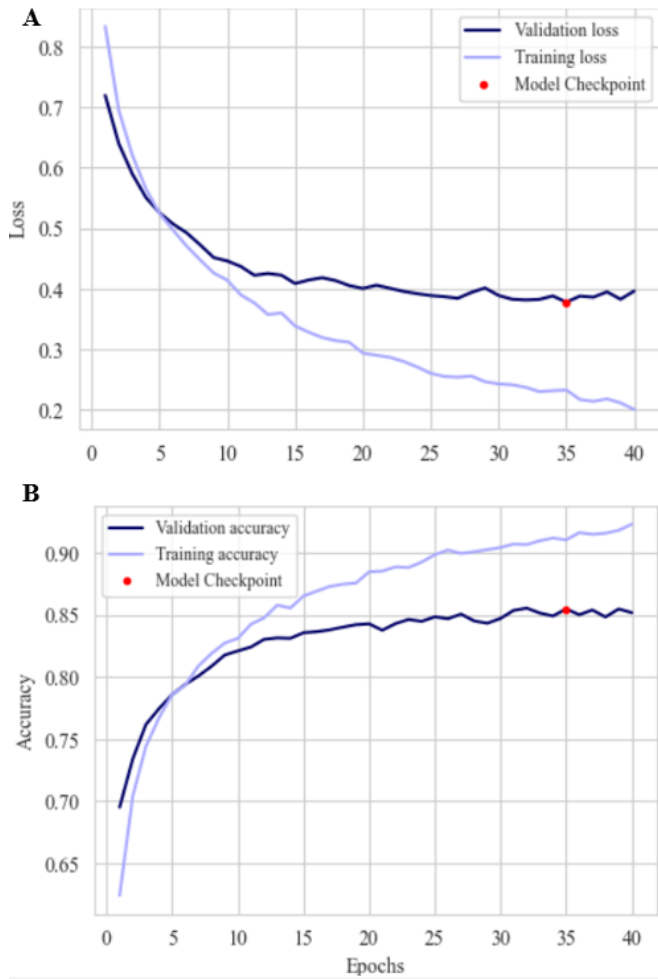 A
Validation loss
Training loss
Model Checkpoint
Loss
0.8
0.7
0.6
0.5
0.4
0.3
0.2
0 5 10 15 20 25 30 35 40
B
Validation accuracy
Training accuracy
Model Checkpoint
Accuracy
0.90
0.85
0.80
0.75
0.70
0.65
0 5 10 15 20 25 30 35 40
Epochs